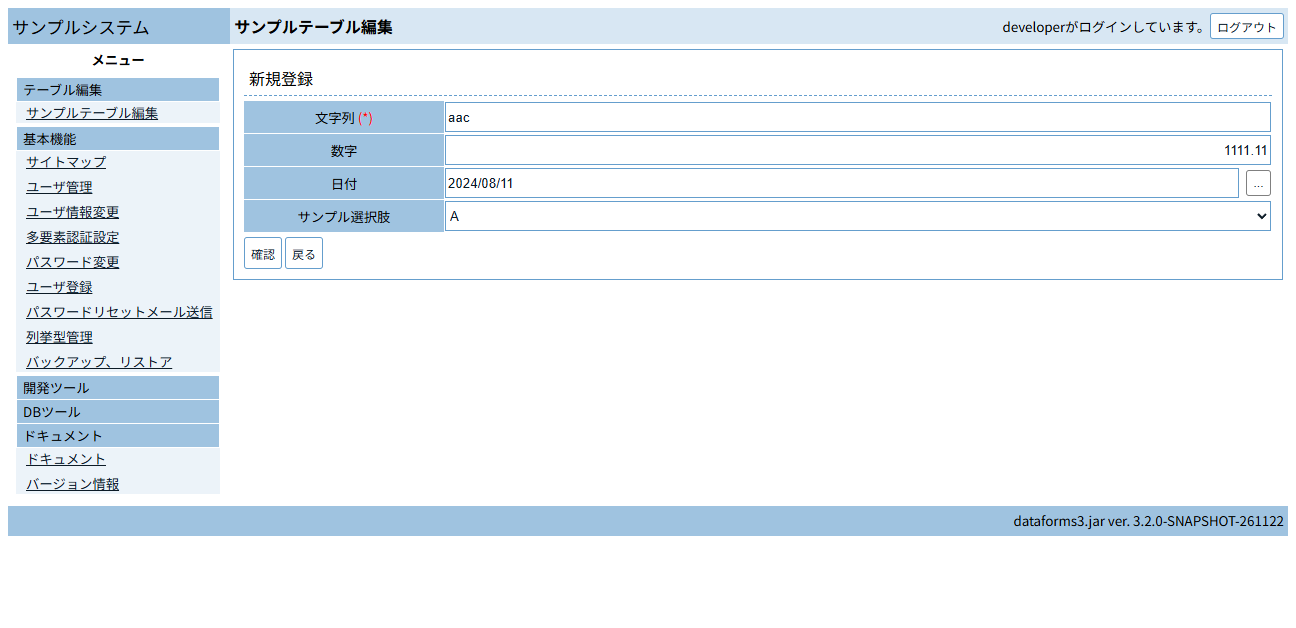 サンプルシステム
サンプルテーブル編集
developerがログインしています。 ログアウト
メニュー
テーブル編集
サンプルテーブル編集
基本機能
サイトマップ
ユーザ管理
ユーザ情報変更
多要素認証設定
パスワード変更
ユーザ登録
パスワードリセットメール送信
列挙型管理
バックアップ、リストア
開発ツール
DBツール
ドキュメント
ドキュメント
バージョン情報
新規登録
文字列 (*) aac
数字 1111.11
日付 2024/08/11 ...
サンプル選択肢 A
確認 戻る
dataforms3.jar ver. 3.2.0-SNAPSHOT-261122